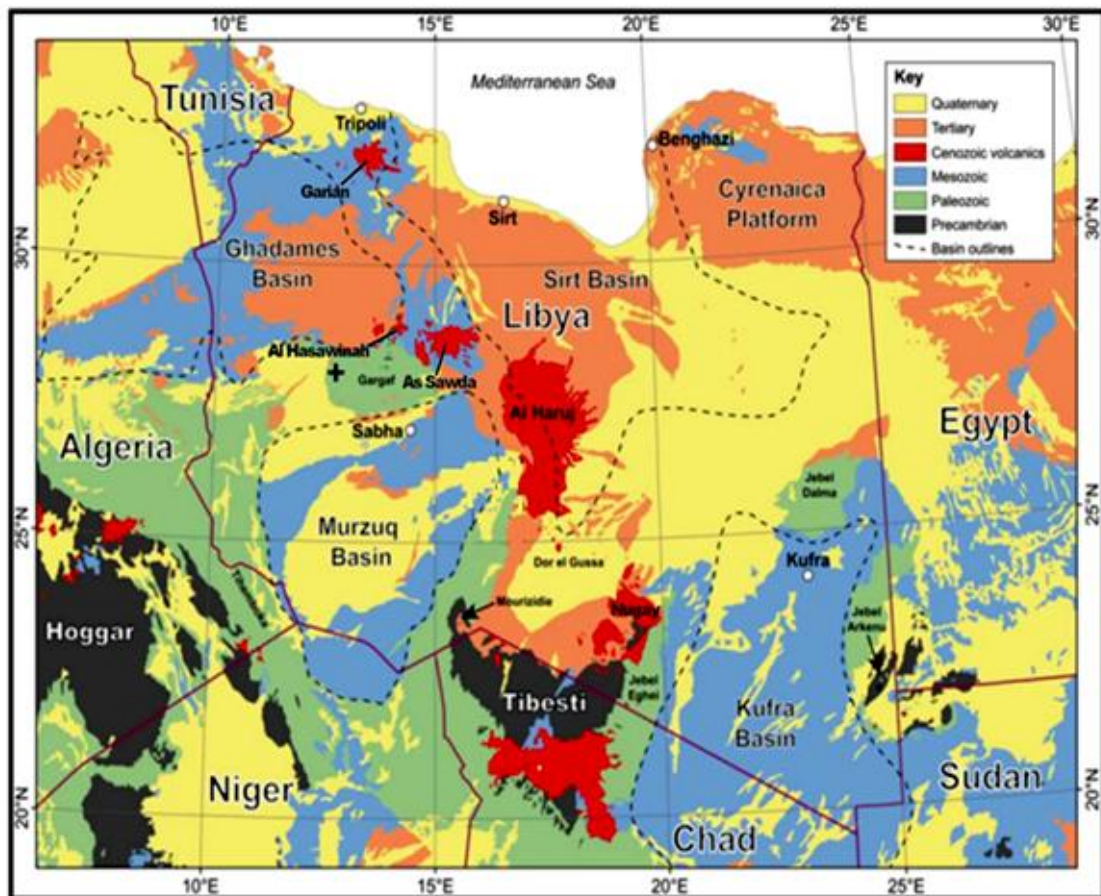 10°E 15°E 20°E 25°E 30°E
Mediterranean Sea
Key
Quaternary
Tertiary
Cenozoic volcanics
Mesozoic
Paleozoic
Precambrian
Basin outlines
Tunisia
Tripoli
Garian
Benghazi
Cyrenaica
Platform
Sirt
30°N
30°N
Ghadames
Basin
Sirt Basin
Libya
Al Hasawinah
As Sawda
Gargaf
Al Haruj
Sabha
Algeria
Egypt
Jebel
Dalma
25°N
25°N
Murzuq
Basin
Dor el Gussa
Kufra
Mourizidie
Nuqay
Jebel
Arkenu
Hoggar
Tibesti
Jebel
Eghei
Kufra
Basin
Niger
Sudan
20°N
20°N
Chad
10°E 15°E 20°E 25°E